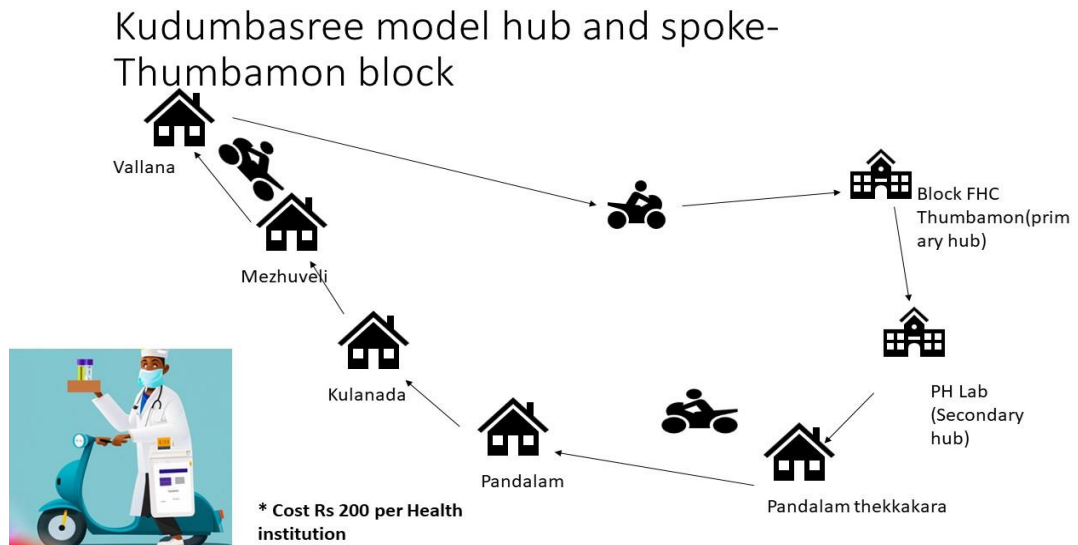 Kudumbasree model hub and spoke-
Thumbamon block
Vallana
Block FHC
Thumbamon(prim
ary hub)
Mezhuveli
Kulanada
PH Lab
(Secondary
hub)
Pandalam
Pandalam thekkakara
* Cost Rs 200 per Health
institution